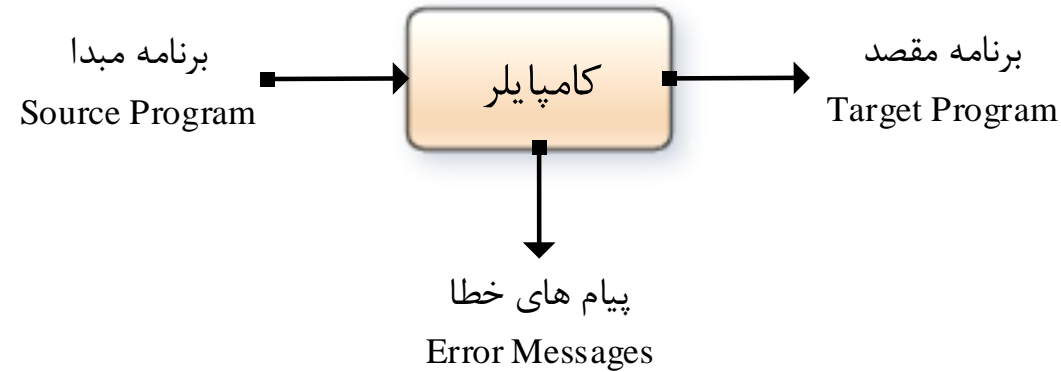 برنامه مبدا
Source Program
کامپایلر
برنامه مقصد
Target Program
پیام های خطا
Error Messages